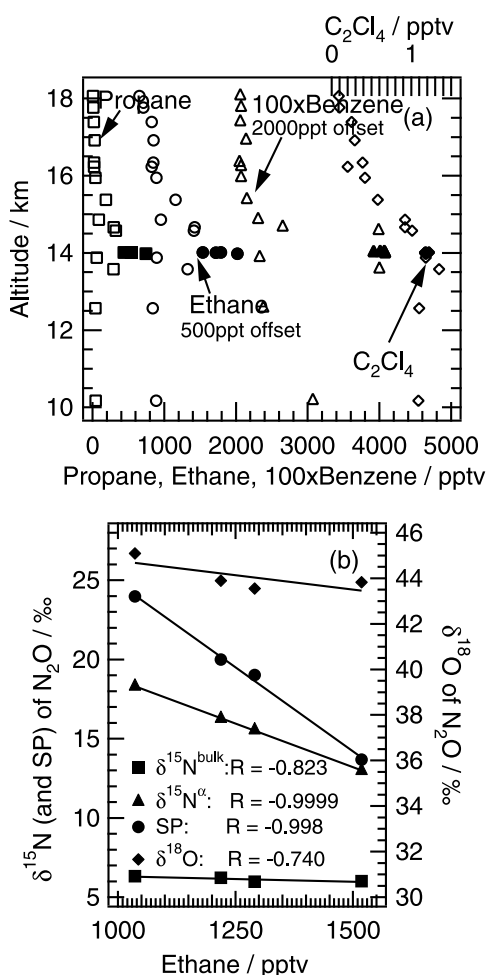 C₂Cl₄ / pptv
0 1
18
16
14
12
10
Altitude / km
Propane
100xBenzene
2000ppt offset
(a)
Ethane
500ppt offset
C₂Cl₄
0 1000 2000 3000 4000 5000
Propane, Ethane, 100xBenzene / pptv
(b)
25
20
15
10
5
δ¹⁵N (and SP) of N₂O / ‰
46
44
42
40
38
36
34
32
30
δ¹⁸O of N₂O / ‰
δ¹⁵Nᵇᵘˡᵏ: R = -0.823
δ¹⁵Nᵅ: R = -0.9999
SP: R = -0.998
δ¹⁸O: R = -0.740
1000 1250 1500
Ethane / pptv